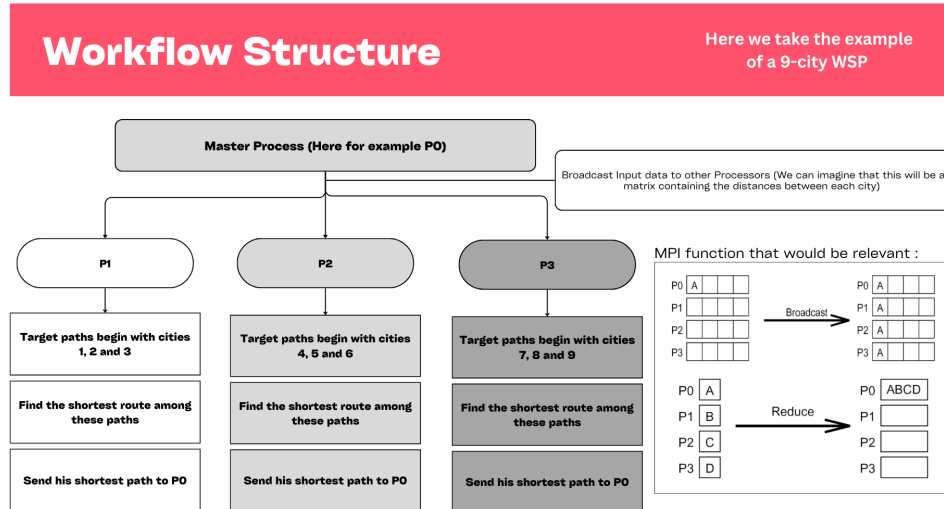 Workflow Structure
Here we take the example
of a 9-city WSP
Master Process (Here for example P0)
Broadcast Input data to other Processors (We can imagine that this will be a
matrix containing the distances between each city)
P1
P2
P3
Target paths begin with cities
1, 2 and 3
Target paths begin with cities
4, 5 and 6
Target paths begin with cities
7, 8 and 9
Find the shortest route among
these paths
Find the shortest route among
these paths
Find the shortest route among
these paths
Send his shortest path to P0
Send his shortest path to P0
Send his shortest path to P0
MPI function that would be relevant :
P0 A
P1
P2
P3
Broadcast
P0 A
P1 A
P2 A
P3 A
P0 A
P1 B
P2 C
P3 D
Reduce
P0 ABCD
P1
P2
P3